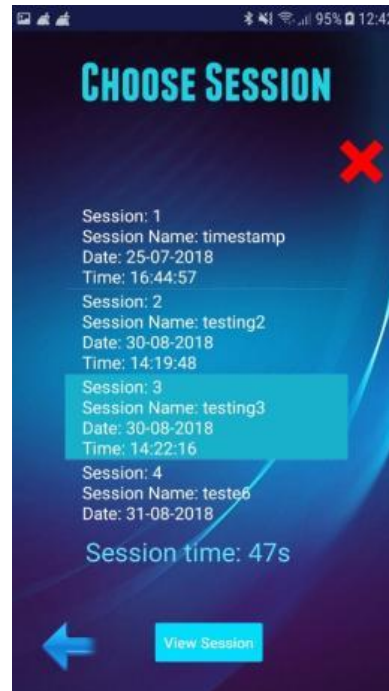 95% 12:42
CHOOSE SESSION
Session: 1
Session Name: timestamp
Date: 25-07-2018
Time: 16:44:57
Session: 2
Session Name: testing2
Date: 30-08-2018
Time: 14:19:48
Session: 3
Session Name: testing3
Date: 30-08-2018
Time: 14:22:16
Session: 4
Session Name: teste6
Date: 31-08-2018
Session time: 47s
View Session